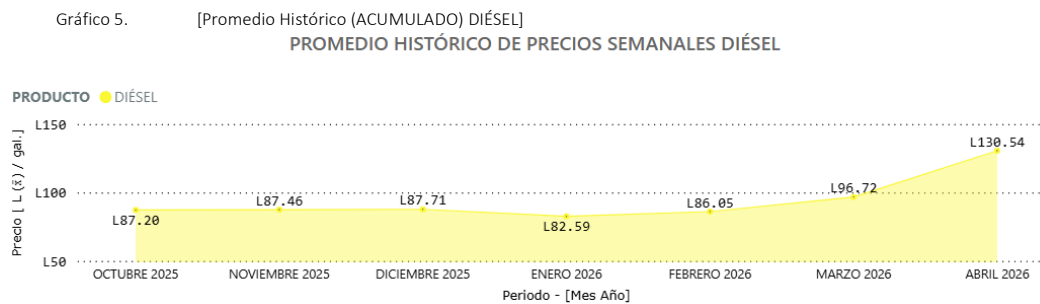 Gráfico 5. [Promedio Histórico (ACUMULADO) DIÉSEL]
PROMEDIO HISTÓRICO DE PRECIOS SEMANALES DIÉSEL
PRODUCTO DIÉSEL
Precio [ L (x̄) / gal.]
L150
L100
L50
L87.20
L87.46
L87.71
L82.59
L86.05
L96.72
L130.54
OCTUBRE 2025 NOVIEMBRE 2025 DICIEMBRE 2025 ENERO 2026 FEBRERO 2026 MARZO 2026 ABRIL 2026
Periodo - [Mes Año]